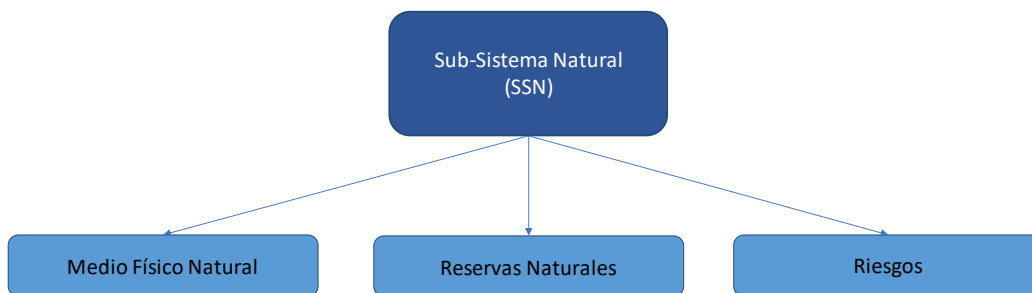 Sub-Sistema Natural
(SSN)
Medio Físico Natural
Reservas Naturales
Riesgos